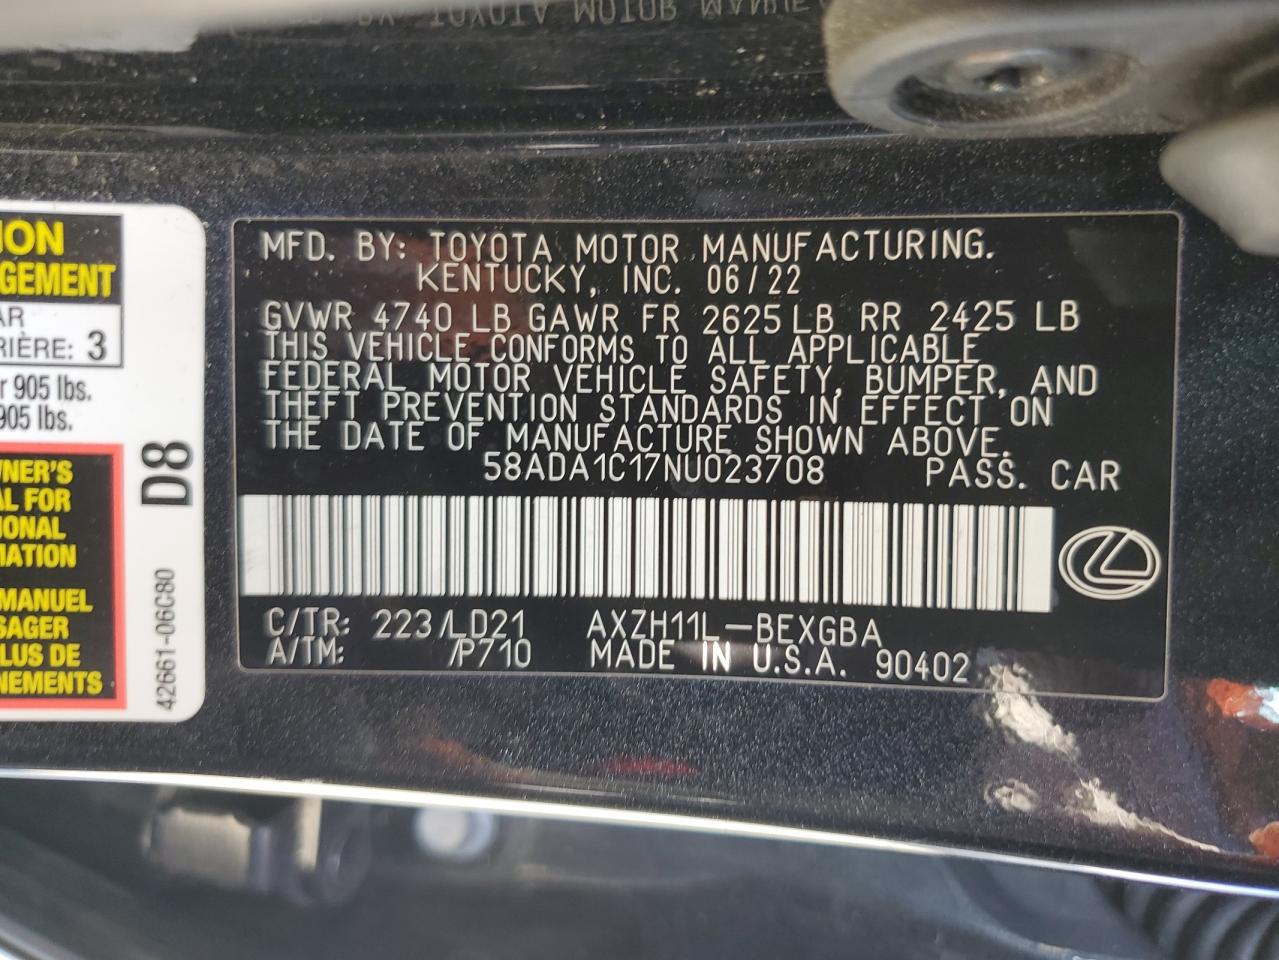 TOYOTA MOTOR
ION
GEMENT
AR
RIÈRE: 3
r 905 lbs.
905 lbs.
WNER'S
AL FOR
IONAL
MATION
MANUEL
SAGER
LUS DE
NEMENTS
D8
42661-06C80
MFD. BY: TOYOTA MOTOR MANUFACTURING.
KENTUCKY, INC. 06/22
GVWR 4740 LB GAWR FR 2625 LB RR 2425 LB
THIS VEHICLE CONFORMS TO ALL APPLICABLE
FEDERAL MOTOR VEHICLE SAFETY, BUMPER, AND
THEFT PREVENTION STANDARDS IN EFFECT ON
THE DATE OF MANUFACTURE SHOWN ABOVE.
58ADA1C17NU023708 PASS. CAR
C/TR: 223/LD21 AXZH11L-BEXGBA
A/TM: /P710 MADE IN U.S.A. 90402